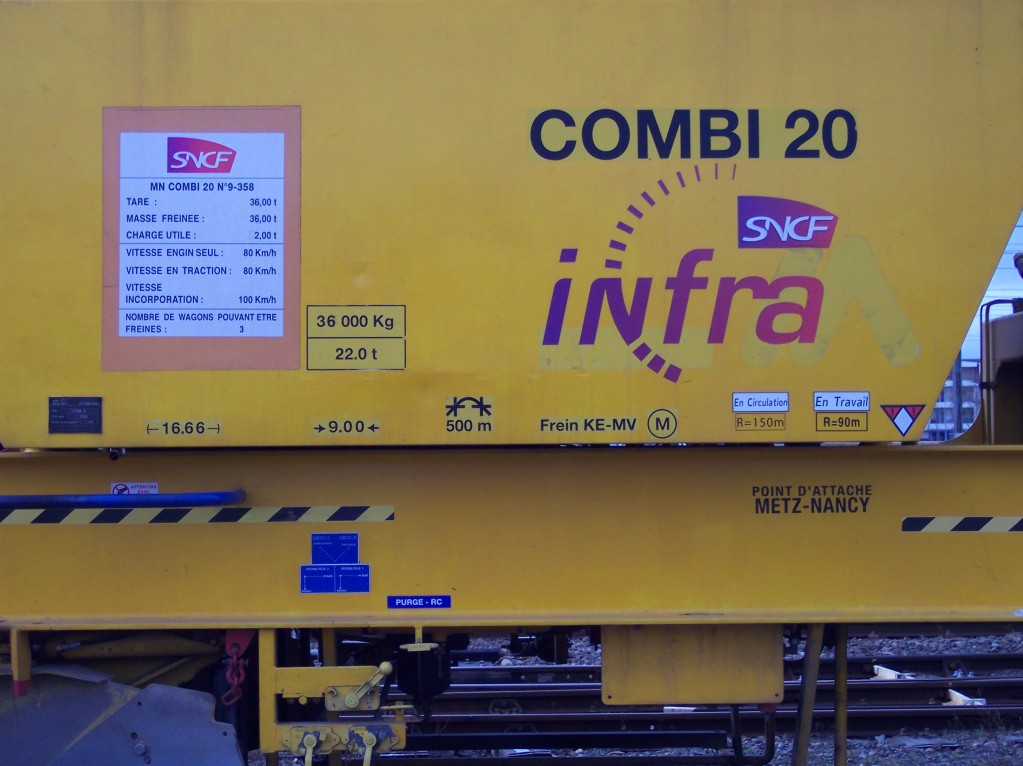 COMBI 20
SNCF
infra
SNCF
MN COMBI 20 N°9-358
TARE : 36,00 t
MASSE FREINEE : 36,00 t
CHARGE UTILE : 2,00 t
VITESSE ENGIN SEUL : 80 Km/h
VITESSE EN TRACTION : 80 Km/h
VITESSE
INCORPORATION : 100 Km/h
NOMBRE DE WAGONS POUVANT ETRE
FREINES : 3
36 000 Kg
22.0 t
16.66
9.00
500 m
Frein KE-MV M
En Circulation
R=150m
En Travail
R=90m
ATTENTION
POINT D'ATTACHE
METZ-NANCY
PURGE - RC